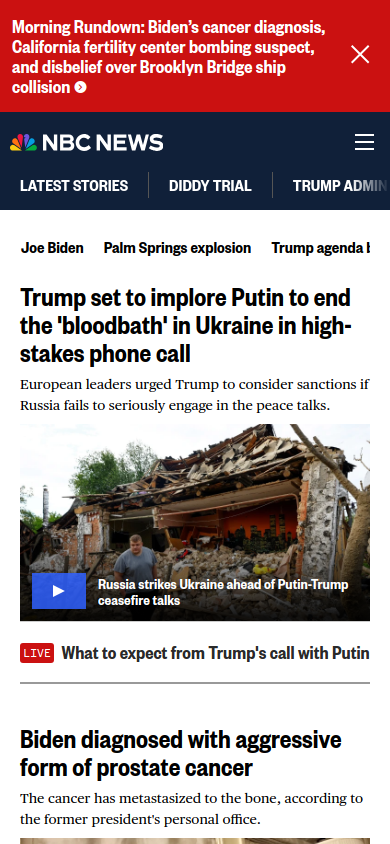 Morning Rundown: Biden’s cancer diagnosis,
California fertility center bombing suspect,
and disbelief over Brooklyn Bridge ship
collision
NBC NEWS
LATEST STORIES
DIDDY TRIAL
TRUMP ADMIN
Joe Biden
Palm Springs explosion
Trump agenda
Trump set to implore Putin to end
the 'bloodbath' in Ukraine in high-
stakes phone call
European leaders urged Trump to consider sanctions if
Russia fails to seriously engage in the peace talks.
Russia strikes Ukraine ahead of Putin-Trump
ceasefire talks
LIVE What to expect from Trump's call with Putin
Biden diagnosed with aggressive
form of prostate cancer
The cancer has metastasized to the bone, according to
the former president's personal office.